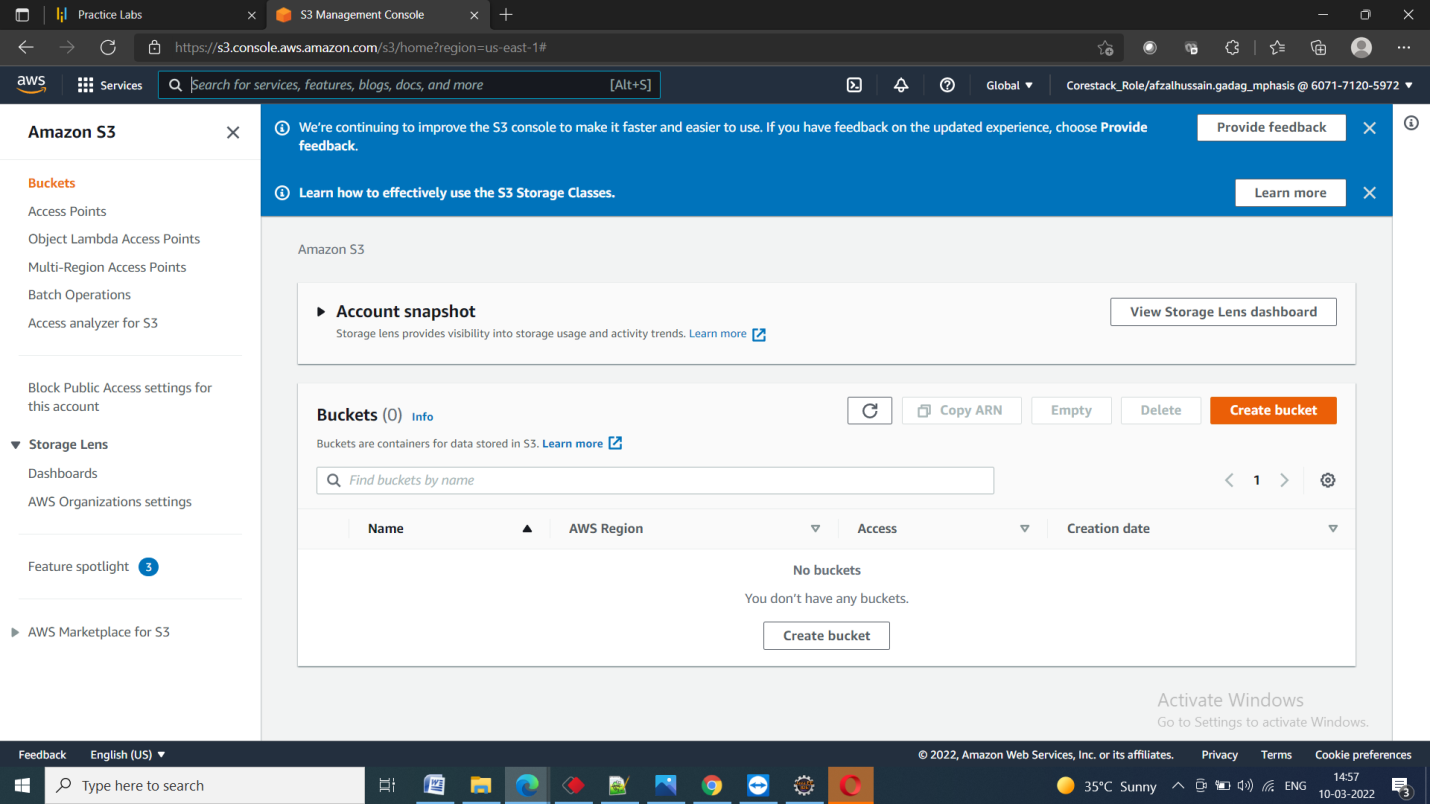 Practice Labs
S3 Management Console
https://s3.console.aws.amazon.com/s3/home?region=us-east-1#
aws
Services
Search for services, features, blogs, docs, and more
[Alt+S]
Global
Corestack_Role/afzalhussain.gadag_mphasis @ 6071-7120-5972
Amazon S3
Buckets
Access Points
Object Lambda Access Points
Multi-Region Access Points
Batch Operations
Access analyzer for S3
Block Public Access settings for
this account
Storage Lens
Dashboards
AWS Organizations settings
Feature spotlight 3
AWS Marketplace for S3
We're continuing to improve the S3 console to make it faster and easier to use. If you have feedback on the updated experience, choose Provide
feedback.
Provide feedback
Learn how to effectively use the S3 Storage Classes.
Learn more
Amazon S3
Account snapshot
Storage lens provides visibility into storage usage and activity trends. Learn more
View Storage Lens dashboard
Buckets (0) Info
Buckets are containers for data stored in S3. Learn more
Copy ARN
Empty
Delete
Create bucket
Find buckets by name
1
Name
AWS Region
Access
Creation date
No buckets
You don't have any buckets.
Create bucket
Activate Windows
Go to Settings to activate Windows.
Feedback
English (US)
© 2022, Amazon Web Services, Inc. or its affiliates.
Privacy
Terms
Cookie preferences
Type here to search
35°C Sunny
ENG
14:57
10-03-2022
3